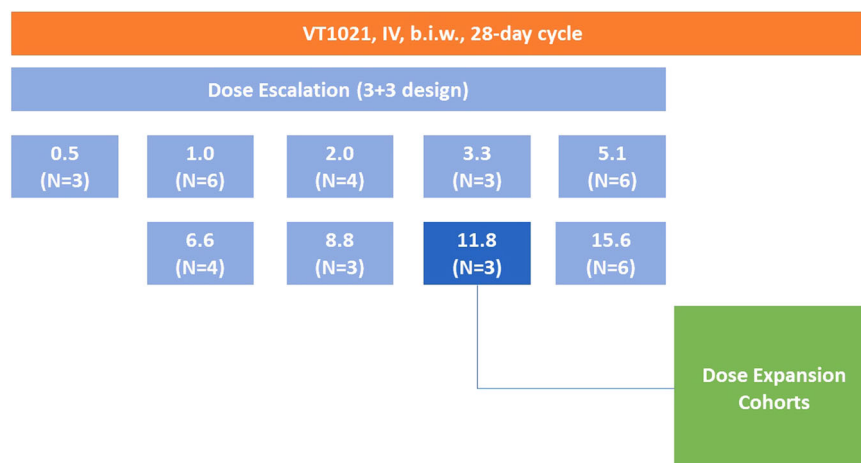 VT1021, IV, b.i.w., 28-day cycle
Dose Escalation (3+3 design)
0.5
(N=3)
1.0
(N=6)
2.0
(N=4)
3.3
(N=3)
5.1
(N=6)
6.6
(N=4)
8.8
(N=3)
11.8
(N=3)
15.6
(N=6)
Dose Expansion
Cohorts